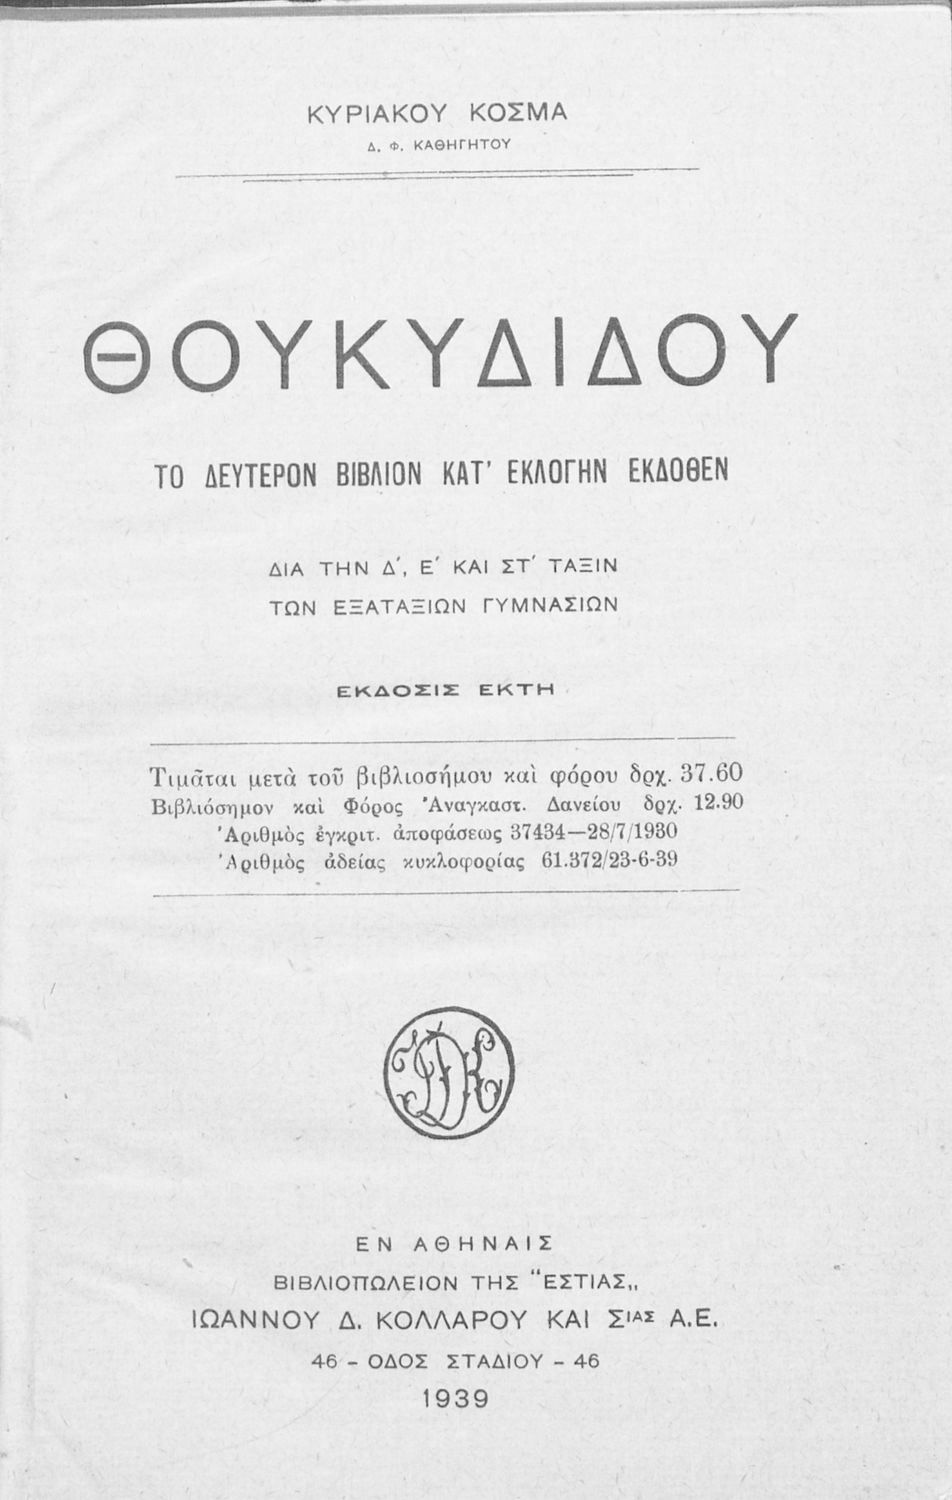 ΚΥΡΙΑΚΟΥ ΚΟΣΜΑ
Δ. Φ. ΚΑΘΗΓΗΤΟΥ
ΘΟΥΚΥΔΙΔΟΥ
ΤΟ ΔΕΥΤΕΡΟΝ ΒΙΒΛΙΟΝ ΚΑΤ' ΕΚΛΟΓΗΝ ΕΚΔΟΘΕΝ
ΔΙΑ ΤΗΝ Δ΄, Ε΄ ΚΑΙ ΣΤ΄ ΤΑΞΙΝ
ΤΩΝ ΕΞΑΤΑΞΙΩΝ ΓΥΜΝΑΣΙΩΝ
ΕΚΔΟΣΙΣ ΕΚΤΗ
Τιμᾶται μετὰ τοῦ βιβλιοσήμου καὶ φόρου δρχ. 37.60
Βιβλιόσημον καὶ Φόρος Ἀναγκαστ. Δανείου δρχ. 12.90
Ἀριθμὸς ἐγκριτ. ἀποφάσεως 37434—28/7/1930
Ἀριθμὸς ἀδείας κυκλοφορίας 61.372/23-6-39
ΙΔΚ
ΕΝ ΑΘΗΝΑΙΣ
ΒΙΒΛΙΟΠΩΛΕΙΟΝ ΤΗΣ “ΕΣΤΙΑΣ„
ΙΩΑΝΝΟΥ Δ. ΚΟΛΛΑΡΟΥ ΚΑΙ ΣΙΑΣ Α.Ε.
46 - ΟΔΟΣ ΣΤΑΔΙΟΥ - 46
1939